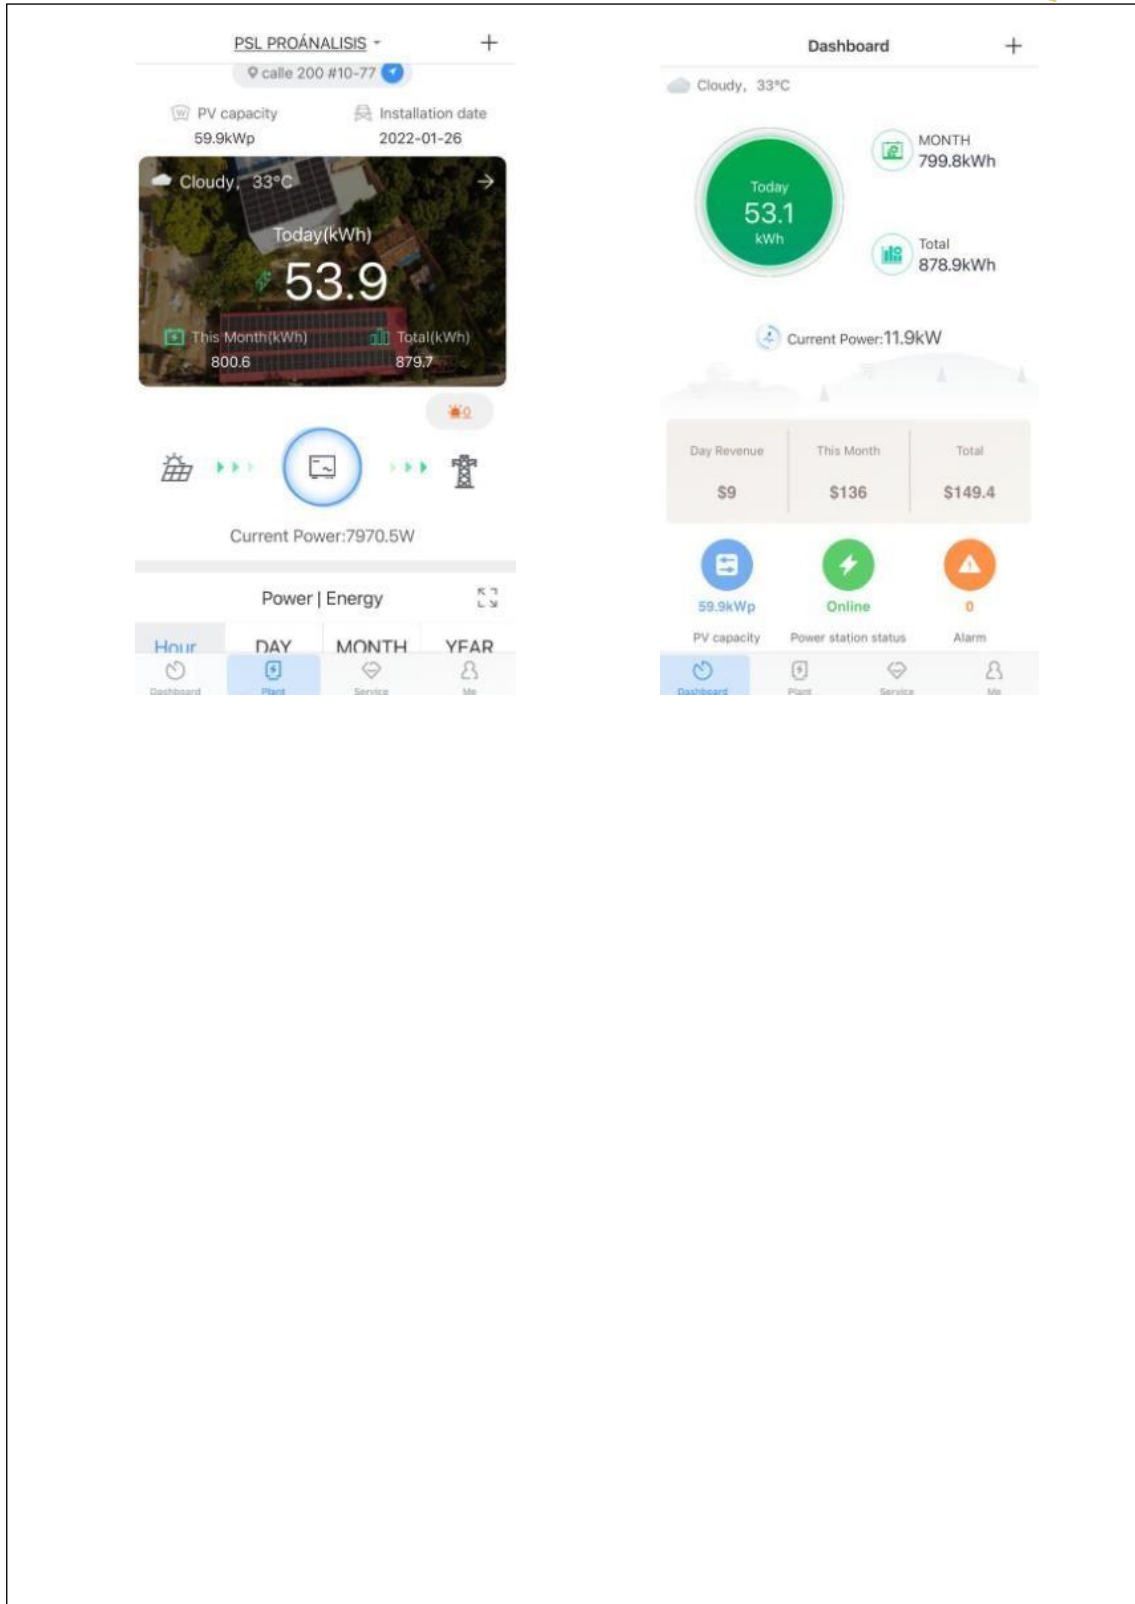 PSL PROÁNALISIS
calle 200 #10-77
PV capacity
Installation date
59.9kWp
2022-01-26
Cloudy, 33°C
Today(kWh)
53.9
This Month(kWh)
Total(kWh)
800.6
879.7
0
Current Power:7970.5W
Power | Energy
Hour
DAY
MONTH
YEAR
Dashboard
Plant
Service
Me
Dashboard
Cloudy, 33°C
Today
53.1
kWh
MONTH
799.8kWh
Total
878.9kWh
Current Power:11.9kW
Day Revenue
This Month
Total
$9
$136
$149.4
59.9kWp
Online
0
PV capacity
Power station status
Alarm
Dashboard
Plant
Service
Me